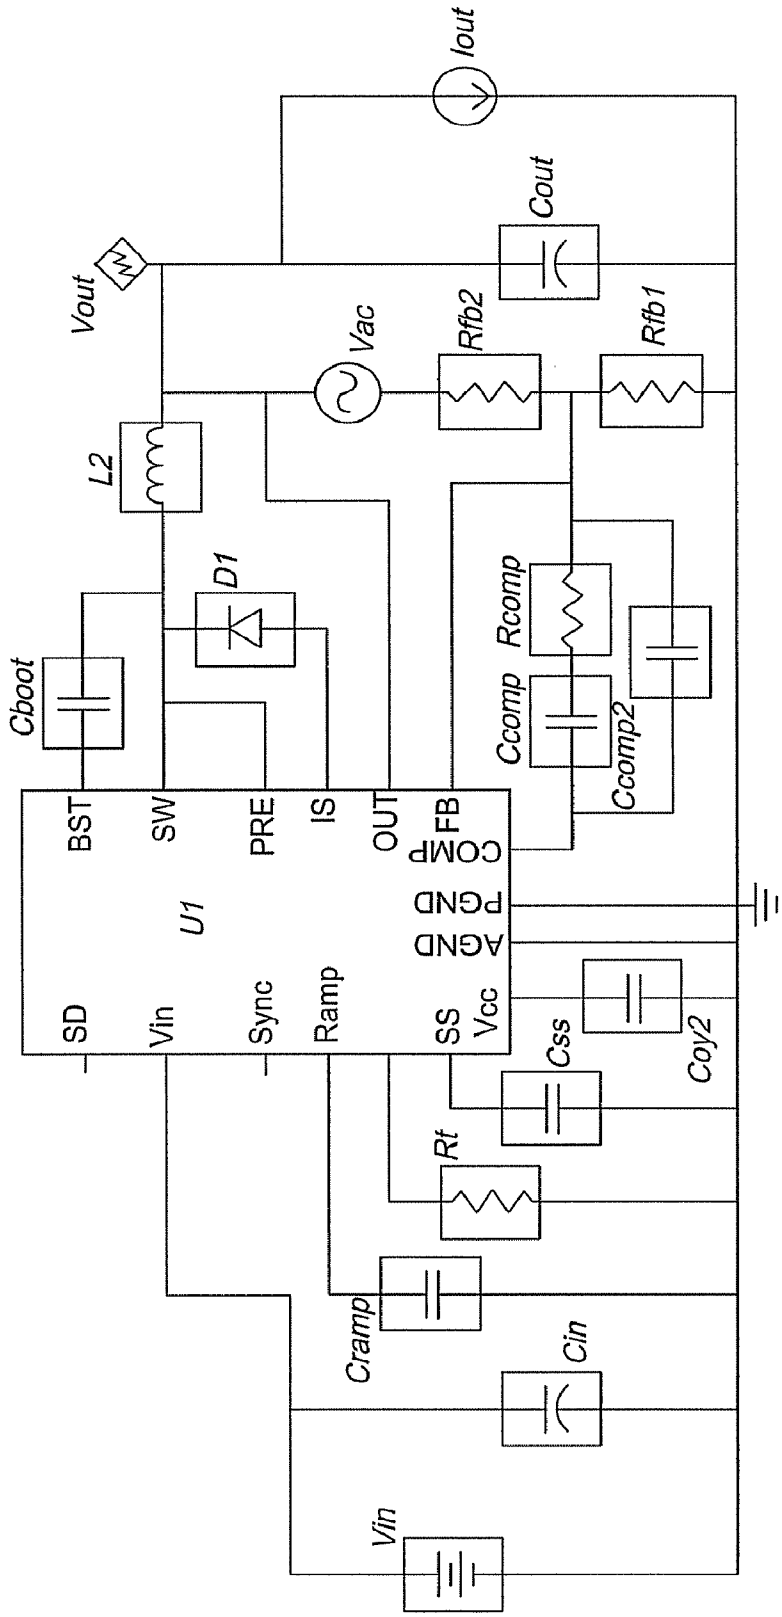 Vin
Cin
Cramp
Rt
Css
Coy2
U1
SD
Vin
Sync
Ramp
SS
Vcc
AGND
PGND
COMP
BST
SW
PRE
IS
OUT
FB
Cboot
D1
L2
Vout
Vac
Rfb2
Rfb1
Cout
Iout
Ccomp
Rcomp
Ccomp2